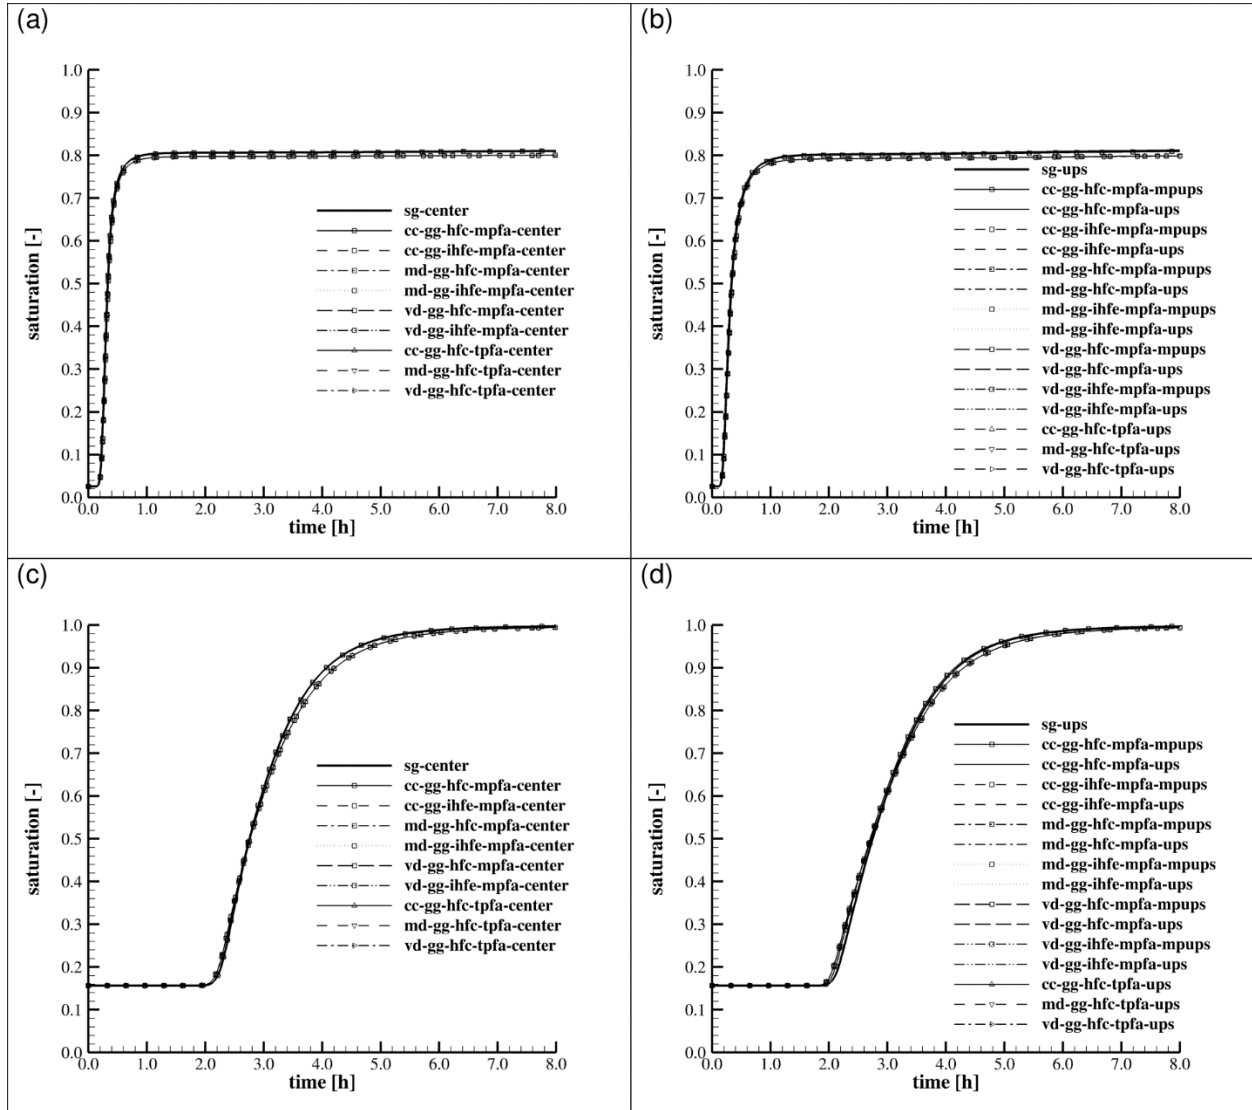 (a)
1.0
0.9
0.8
0.7
0.6
0.5
0.4
0.3
0.2
0.1
0.0
saturation [-]
sg-center
cc-gg-hfc-mpfa-center
cc-gg-ihfe-mpfa-center
md-gg-hfc-mpfa-center
md-gg-ihfe-mpfa-center
vd-gg-hfc-mpfa-center
vd-gg-ihfe-mpfa-center
cc-gg-hfc-tpfa-center
md-gg-hfc-tpfa-center
vd-gg-hfc-tpfa-center
0.0 1.0 2.0 3.0 4.0 5.0 6.0 7.0 8.0
time [h]
(b)
1.0
0.9
0.8
0.7
0.6
0.5
0.4
0.3
0.2
0.1
0.0
saturation [-]
sg-ups
cc-gg-hfc-mpfa-mpups
cc-gg-hfc-mpfa-ups
cc-gg-ihfe-mpfa-mpups
cc-gg-ihfe-mpfa-ups
md-gg-hfc-mpfa-mpups
md-gg-hfc-mpfa-ups
md-gg-ihfe-mpfa-mpups
md-gg-ihfe-mpfa-ups
vd-gg-hfc-mpfa-mpups
vd-gg-hfc-mpfa-ups
vd-gg-ihfe-mpfa-mpups
vd-gg-ihfe-mpfa-ups
cc-gg-hfc-tpfa-ups
md-gg-hfc-tpfa-ups
vd-gg-hfc-tpfa-ups
0.0 1.0 2.0 3.0 4.0 5.0 6.0 7.0 8.0
time [h]
(c)
1.0
0.9
0.8
0.7
0.6
0.5
0.4
0.3
0.2
0.1
0.0
saturation [-]
sg-center
cc-gg-hfc-mpfa-center
cc-gg-ihfe-mpfa-center
md-gg-hfc-mpfa-center
md-gg-ihfe-mpfa-center
vd-gg-hfc-mpfa-center
vd-gg-ihfe-mpfa-center
cc-gg-hfc-tpfa-center
md-gg-hfc-tpfa-center
vd-gg-hfc-tpfa-center
0.0 1.0 2.0 3.0 4.0 5.0 6.0 7.0 8.0
time [h]
(d)
1.0
0.9
0.8
0.7
0.6
0.5
0.4
0.3
0.2
0.1
0.0
saturation [-]
sg-ups
cc-gg-hfc-mpfa-mpups
cc-gg-hfc-mpfa-ups
cc-gg-ihfe-mpfa-mpups
cc-gg-ihfe-mpfa-ups
md-gg-hfc-mpfa-mpups
md-gg-hfc-mpfa-ups
md-gg-ihfe-mpfa-mpups
md-gg-ihfe-mpfa-ups
vd-gg-hfc-mpfa-mpups
vd-gg-hfc-mpfa-ups
vd-gg-ihfe-mpfa-mpups
vd-gg-ihfe-mpfa-ups
cc-gg-hfc-tpfa-ups
md-gg-hfc-tpfa-ups
vd-gg-hfc-tpfa-ups
0.0 1.0 2.0 3.0 4.0 5.0 6.0 7.0 8.0
time [h]